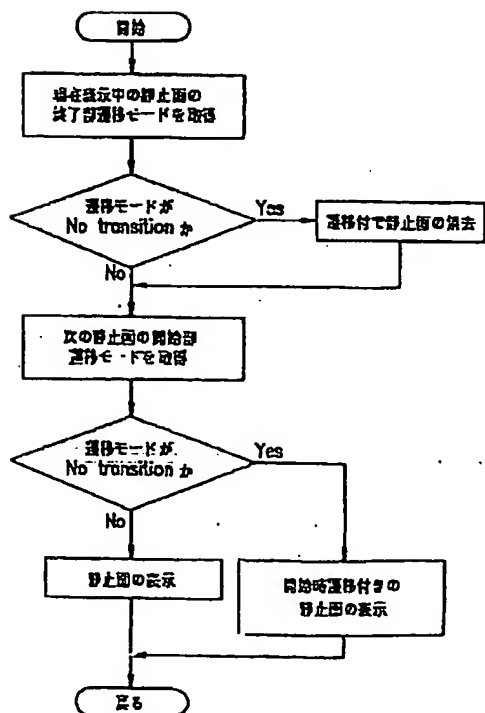 開始
現在表示中の静止画の
終了部遷移モードを取得
遷移モードが
No transition か
Yes
遷移付で静止画の消去
No
次の静止画の開始部
遷移モードを取得
遷移モードが
No transition か
Yes
No
静止画の表示
開始時遷移付きの
静止画の表示
戻る